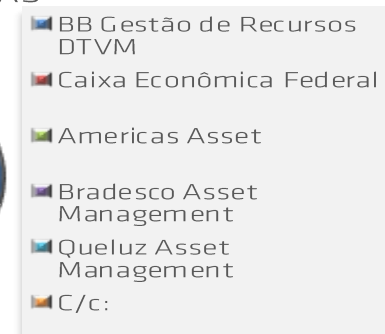 BB Gestão de Recursos
DTVM
Caixa Econômica Federal
Americas Asset
Bradesco Asset
Management
Queluz Asset
Management
C/c: